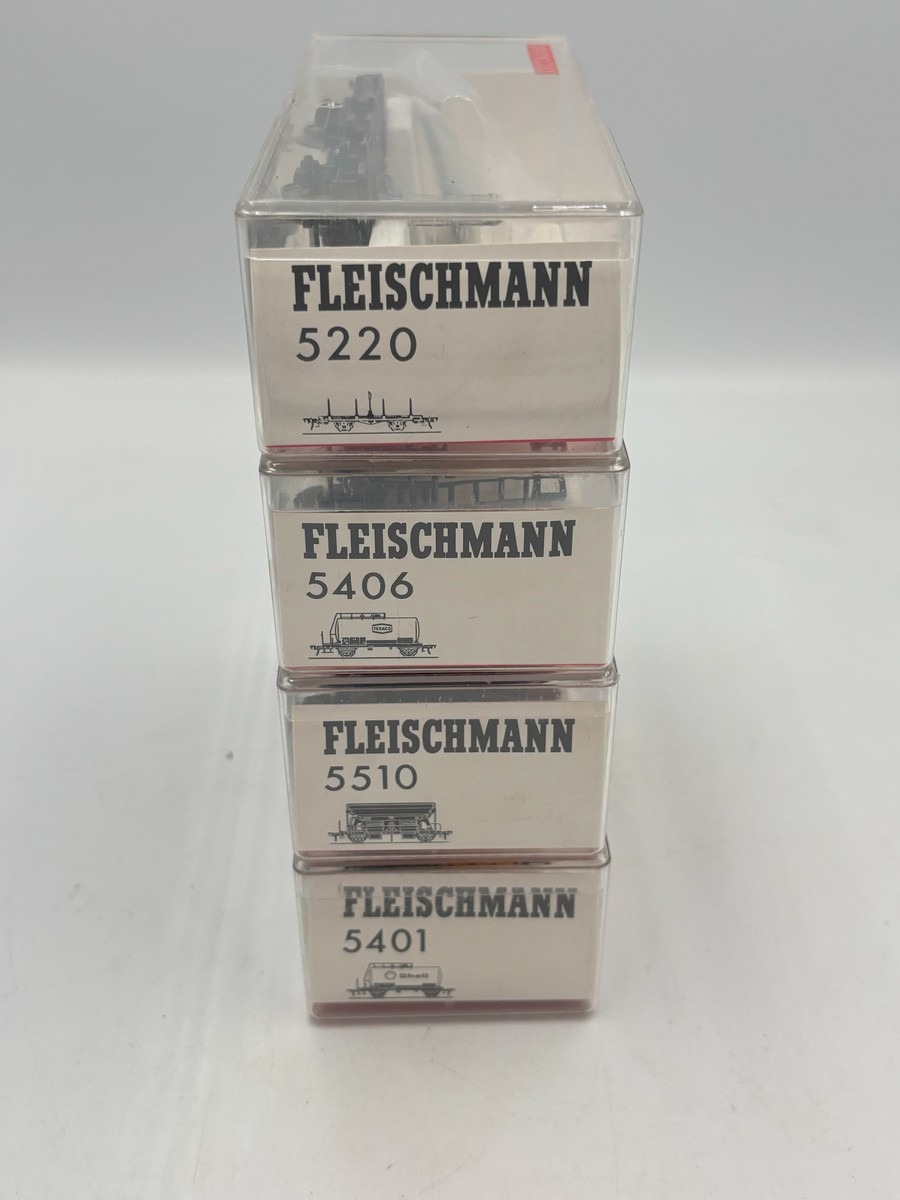 FLEISCHMANN
5220
FLEISCHMANN
5406
TEXACO
FLEISCHMANN
5510
FLEISCHMANN
5401
Shell